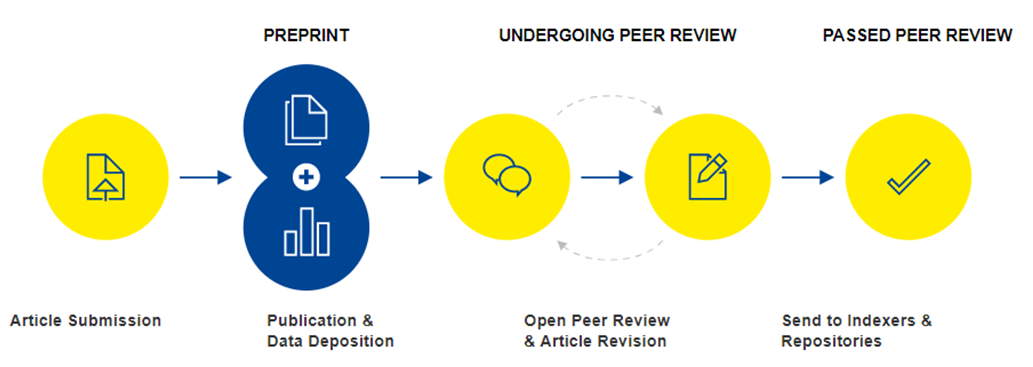 PREPRINT
UNDERGOING PEER REVIEW
PASSED PEER REVIEW
Article Submission
Publication &
Data Deposition
Open Peer Review
& Article Revision
Send to Indexers &
Repositories